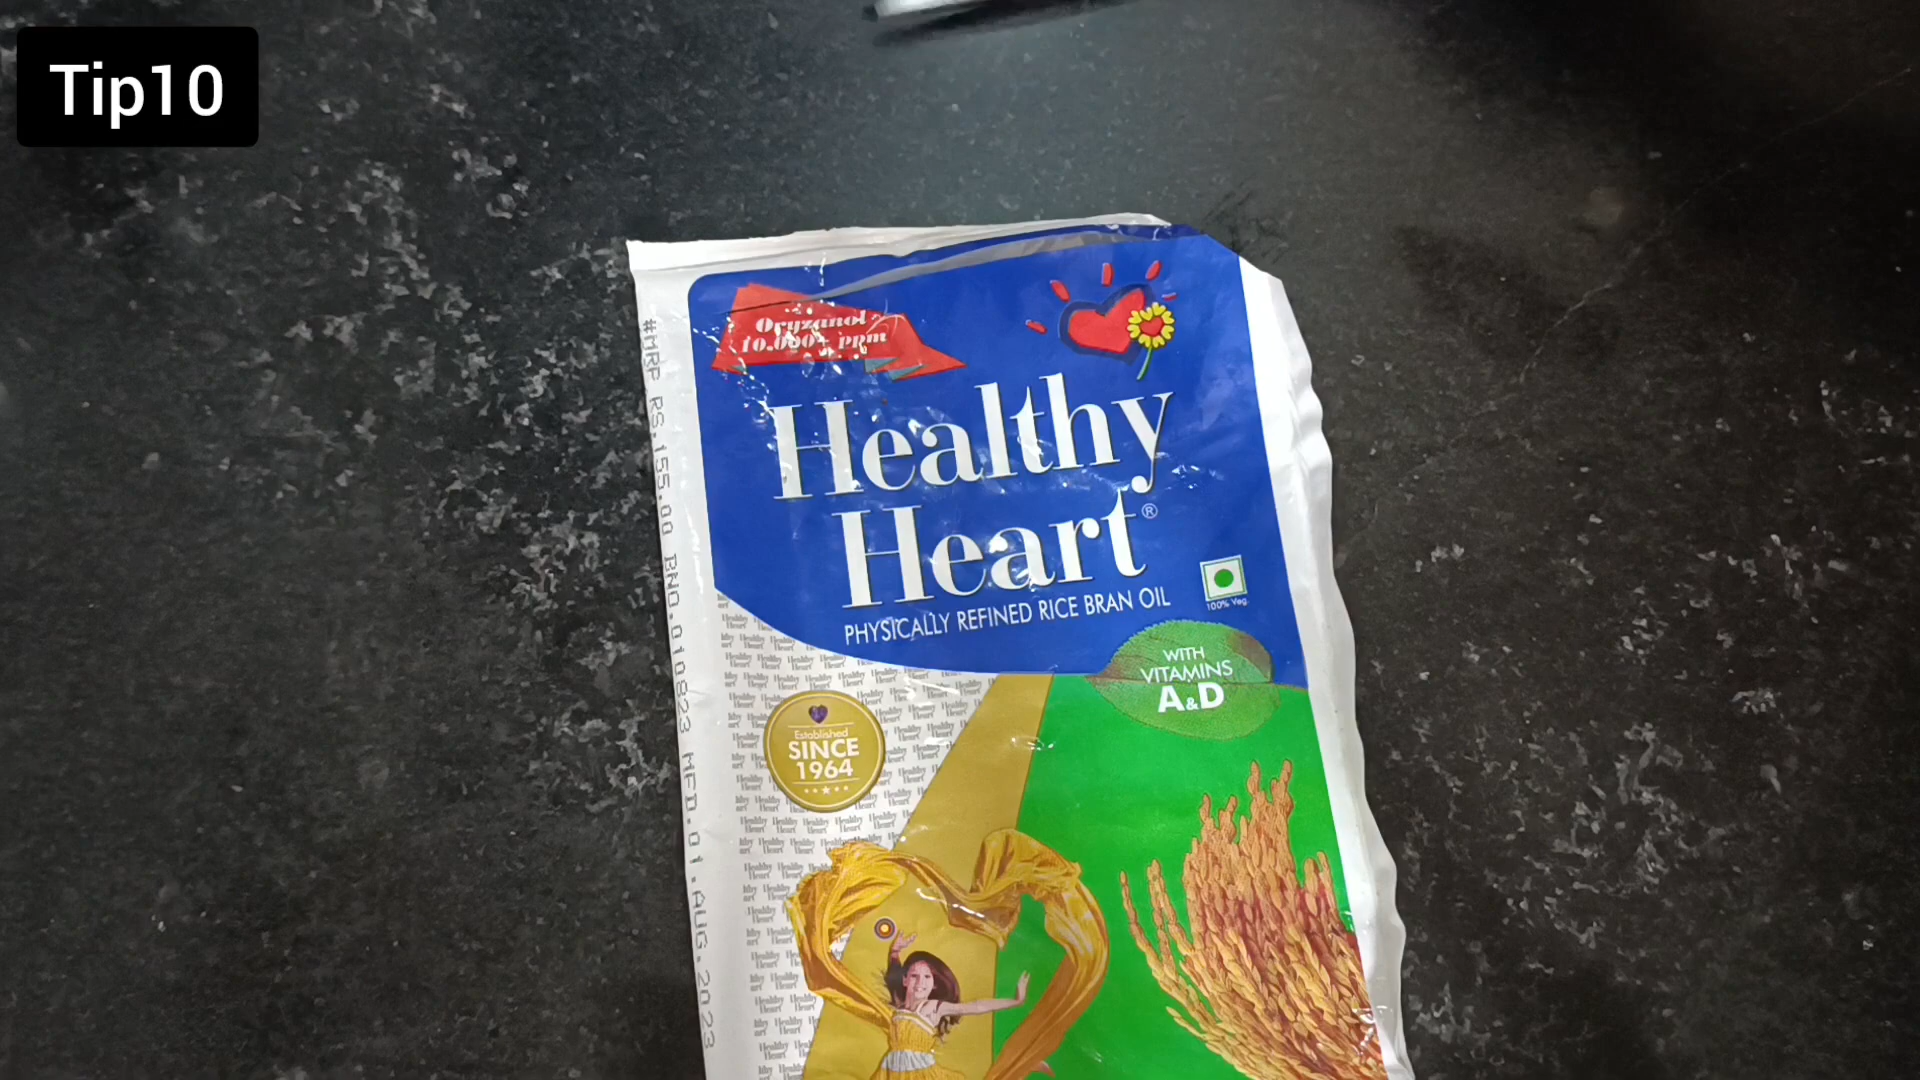 Tip10
Oryzanol
10,000+ PPm
Healthy
Heart®
PHYSICALLY REFINED RICE BRAN OIL
100% Veg.
WITH
VITAMINS
A&D
Established
SINCE
1964
#MRP RS.155.00 BNO.010823 MFD.01.AUG.2023